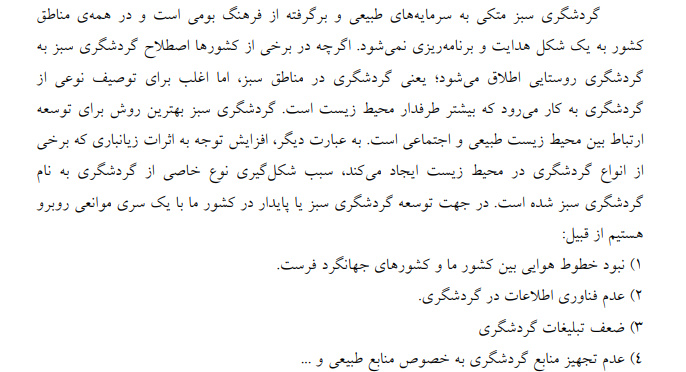 گردشگری سبز متکی به سرمایه‌های طبیعی و برگرفته از فرهنگ بومی است و در همه‌ی مناطق
کشور به یک شکل هدایت و برنامه‌ریزی نمی‌شود. اگرچه در برخی از کشورها اصطلاح گردشگری سبز به
گردشگری روستایی اطلاق می‌شود؛ یعنی گردشگری در مناطق سبز، اما اغلب برای توصیف نوعی از
گردشگری به کار می‌رود که بیشتر طرفدار محیط زیست است. گردشگری سبز بهترین روش برای توسعه
ارتباط بین محیط زیست طبیعی و اجتماعی است. به عبارت دیگر، افزایش توجه به اثرات زیانباری که برخی
از انواع گردشگری در محیط زیست ایجاد می‌کند، سبب شکل‌گیری نوع خاصی از گردشگری به نام
گردشگری سبز شده است. در جهت توسعه گردشگری سبز یا پایدار در کشور ما با یک سری موانعی روبرو
هستیم از قبیل:
۱) نبود خطوط هوایی بین کشور ما و کشورهای جهانگرد فرست.
۲) عدم فناوری اطلاعات در گردشگری.
۳) ضعف تبلیغات گردشگری
۴) عدم تجهیز منابع گردشگری به خصوص منابع طبیعی و ...